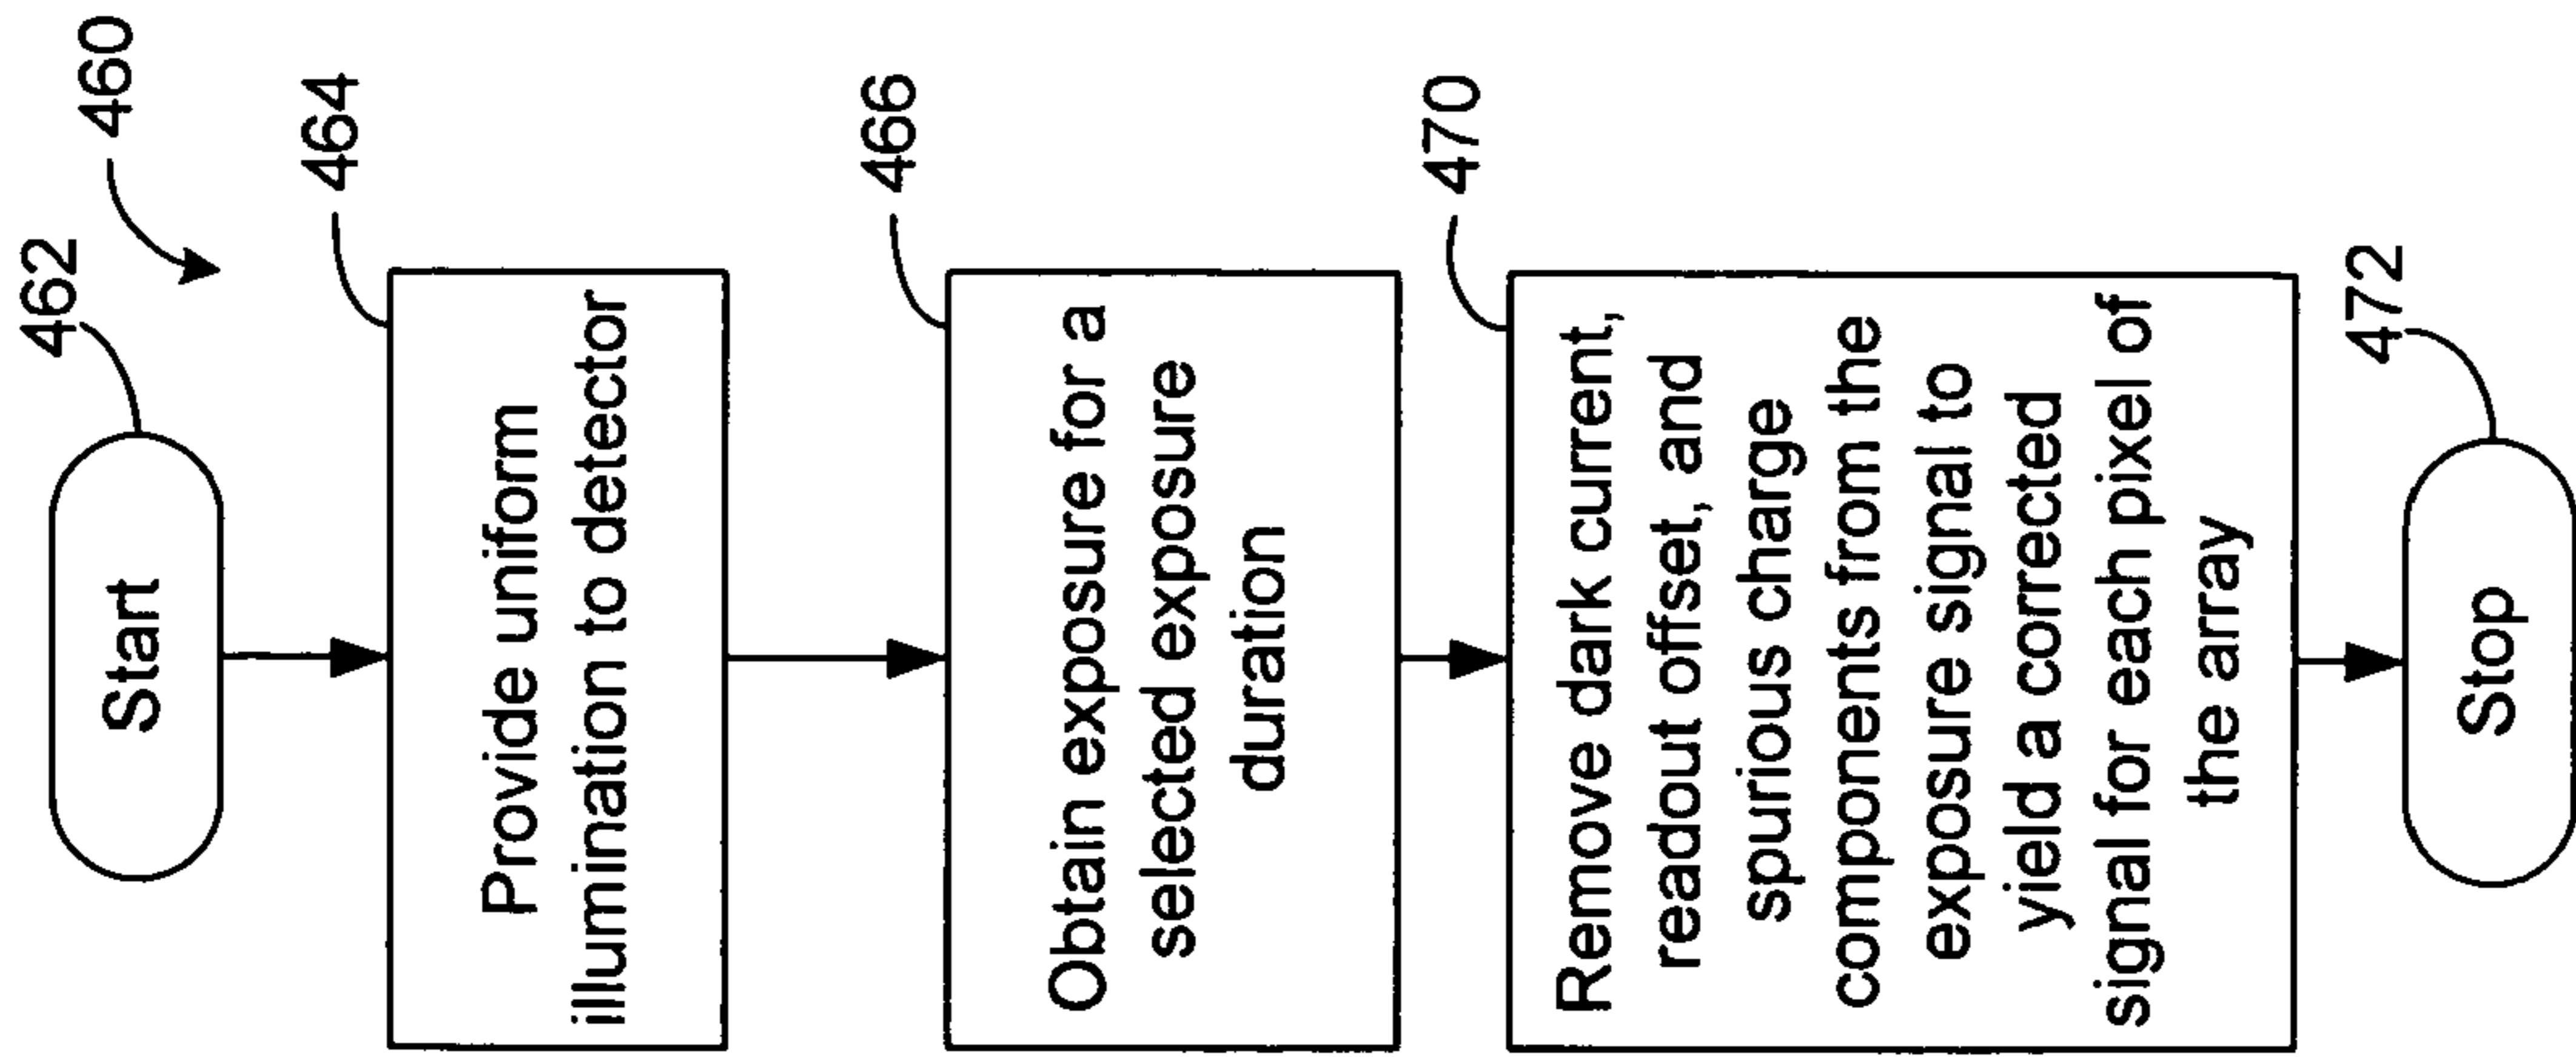 460
462
Start
464
Provide uniform
illumination to detector
466
Obtain exposure for a
selected exposure
duration
470
Remove dark current,
readout offset, and
spurious charge
components from the
exposure signal to
yield a corrected
signal for each pixel of
the array
472
Stop